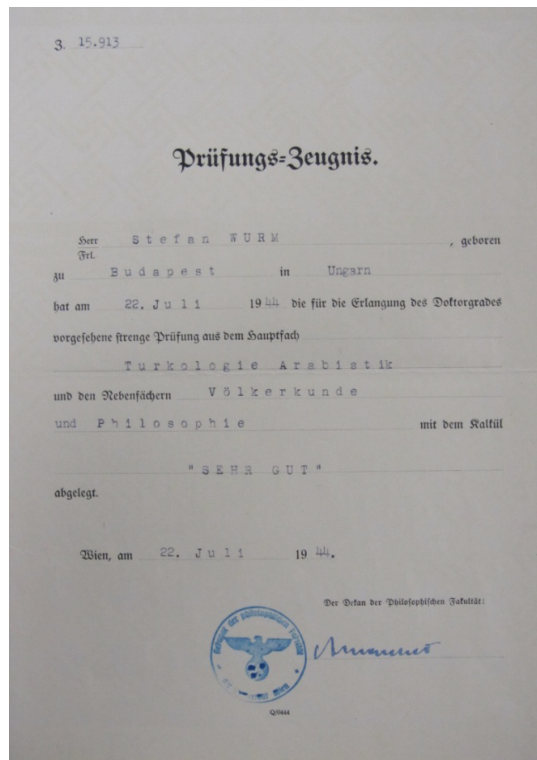 Z. 15.913
Prüfungs-Zeugnis.
Herr Stefan WURM, geboren
Frl.
zu Budapest in Ungarn
hat am 22. Juli 1944 die für die Erlangung des Doktorgrades
vorgesehene strenge Prüfung aus dem Hauptfach
Turkologie Arabistik
und den Nebenfächern Völkerkunde
und Philosophie mit dem Kalkül
"SEHR GUT"
abgelegt.
Wien, am 22. Juli 1944.
Der Dekan der Philosophischen Fakultät:
Wien